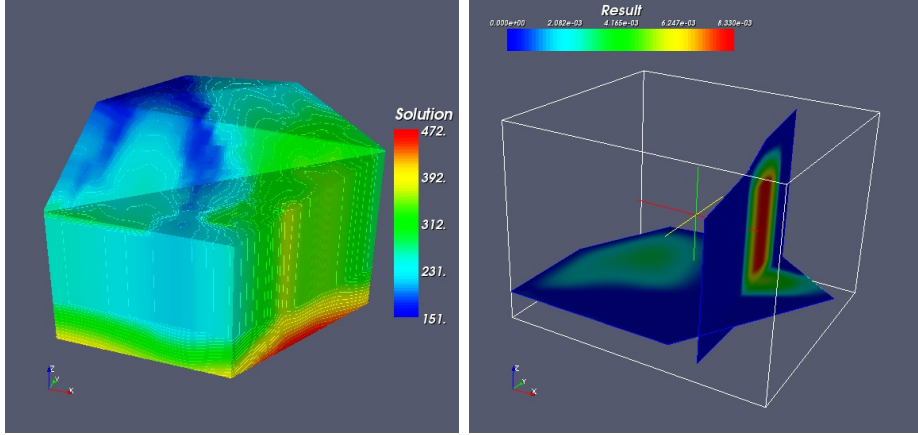 Solution
472.
392.
312.
231.
151.
Z
Y
X
Result
0.000e+00 2.082e-03 4.165e-03 6.247e-03 8.330e-03
Z
Y
X